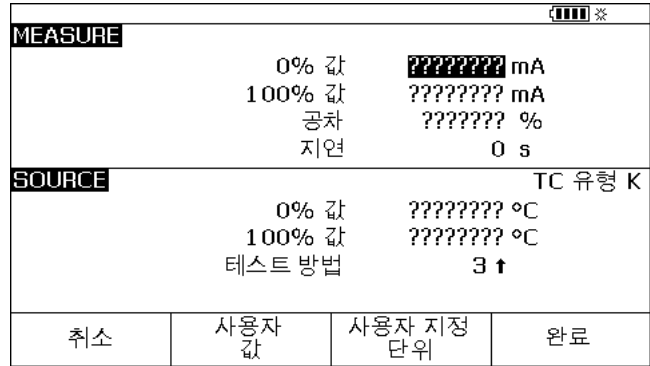 MEASURE
0% 값 ???????? mA
100% 값 ???????? mA
공차 ??????? %
지연 0 s
SOURCE TC 유형 K
0% 값 ???????? °C
100% 값 ???????? °C
테스트 방법 3 ↑
취소 사용자 값 사용자 지정 단위 완료